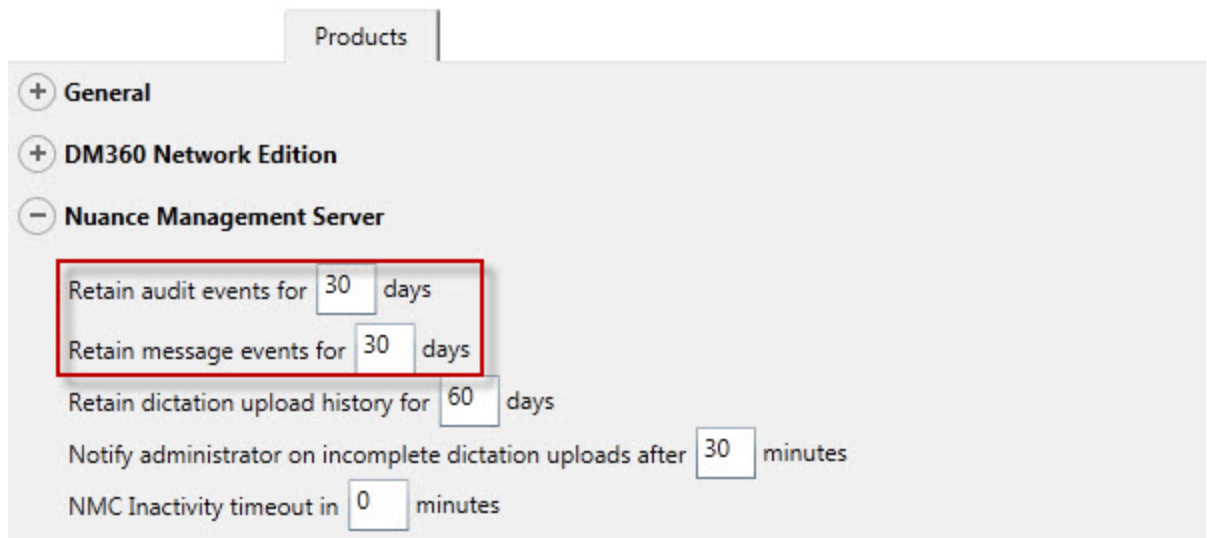 Products
General
DM360 Network Edition
Nuance Management Server
Retain audit events for 30 days
Retain message events for 30 days
Retain dictation upload history for 60 days
Notify administrator on incomplete dictation uploads after 30 minutes
NMC Inactivity timeout in 0 minutes